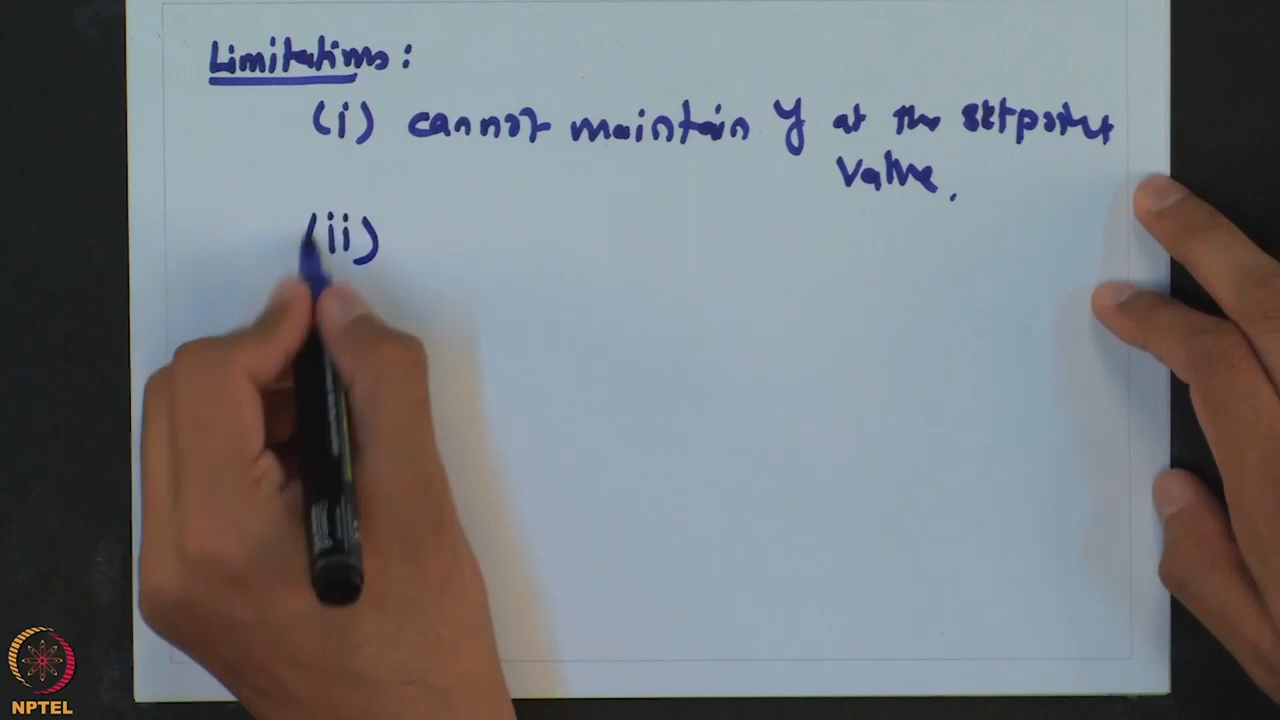 Limitations:
(i) cannot maintain y at the setpoint
value.
(ii)
NPTEL